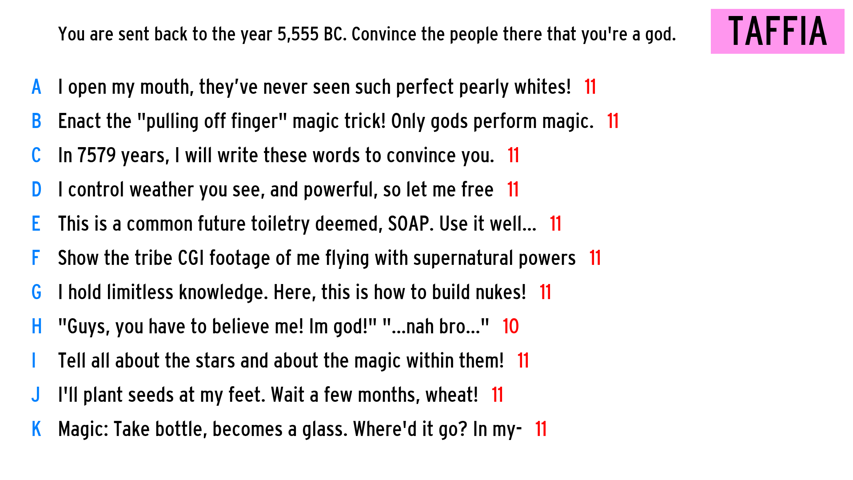 You are sent back to the year 5,555 BC. Convince the people there that you're a god.
TAFFIA
A I open my mouth, they’ve never seen such perfect pearly whites! 11
B Enact the "pulling off finger" magic trick! Only gods perform magic. 11
C In 7579 years, I will write these words to convince you. 11
D I control weather you see, and powerful, so let me free 11
E This is a common future toiletry deemed, SOAP. Use it well... 11
F Show the tribe CGI footage of me flying with supernatural powers 11
G I hold limitless knowledge. Here, this is how to build nukes! 11
H "Guys, you have to believe me! Im god!" "...nah bro..." 10
I Tell all about the stars and about the magic within them! 11
J I'll plant seeds at my feet. Wait a few months, wheat! 11
K Magic: Take bottle, becomes a glass. Where'd it go? In my- 11